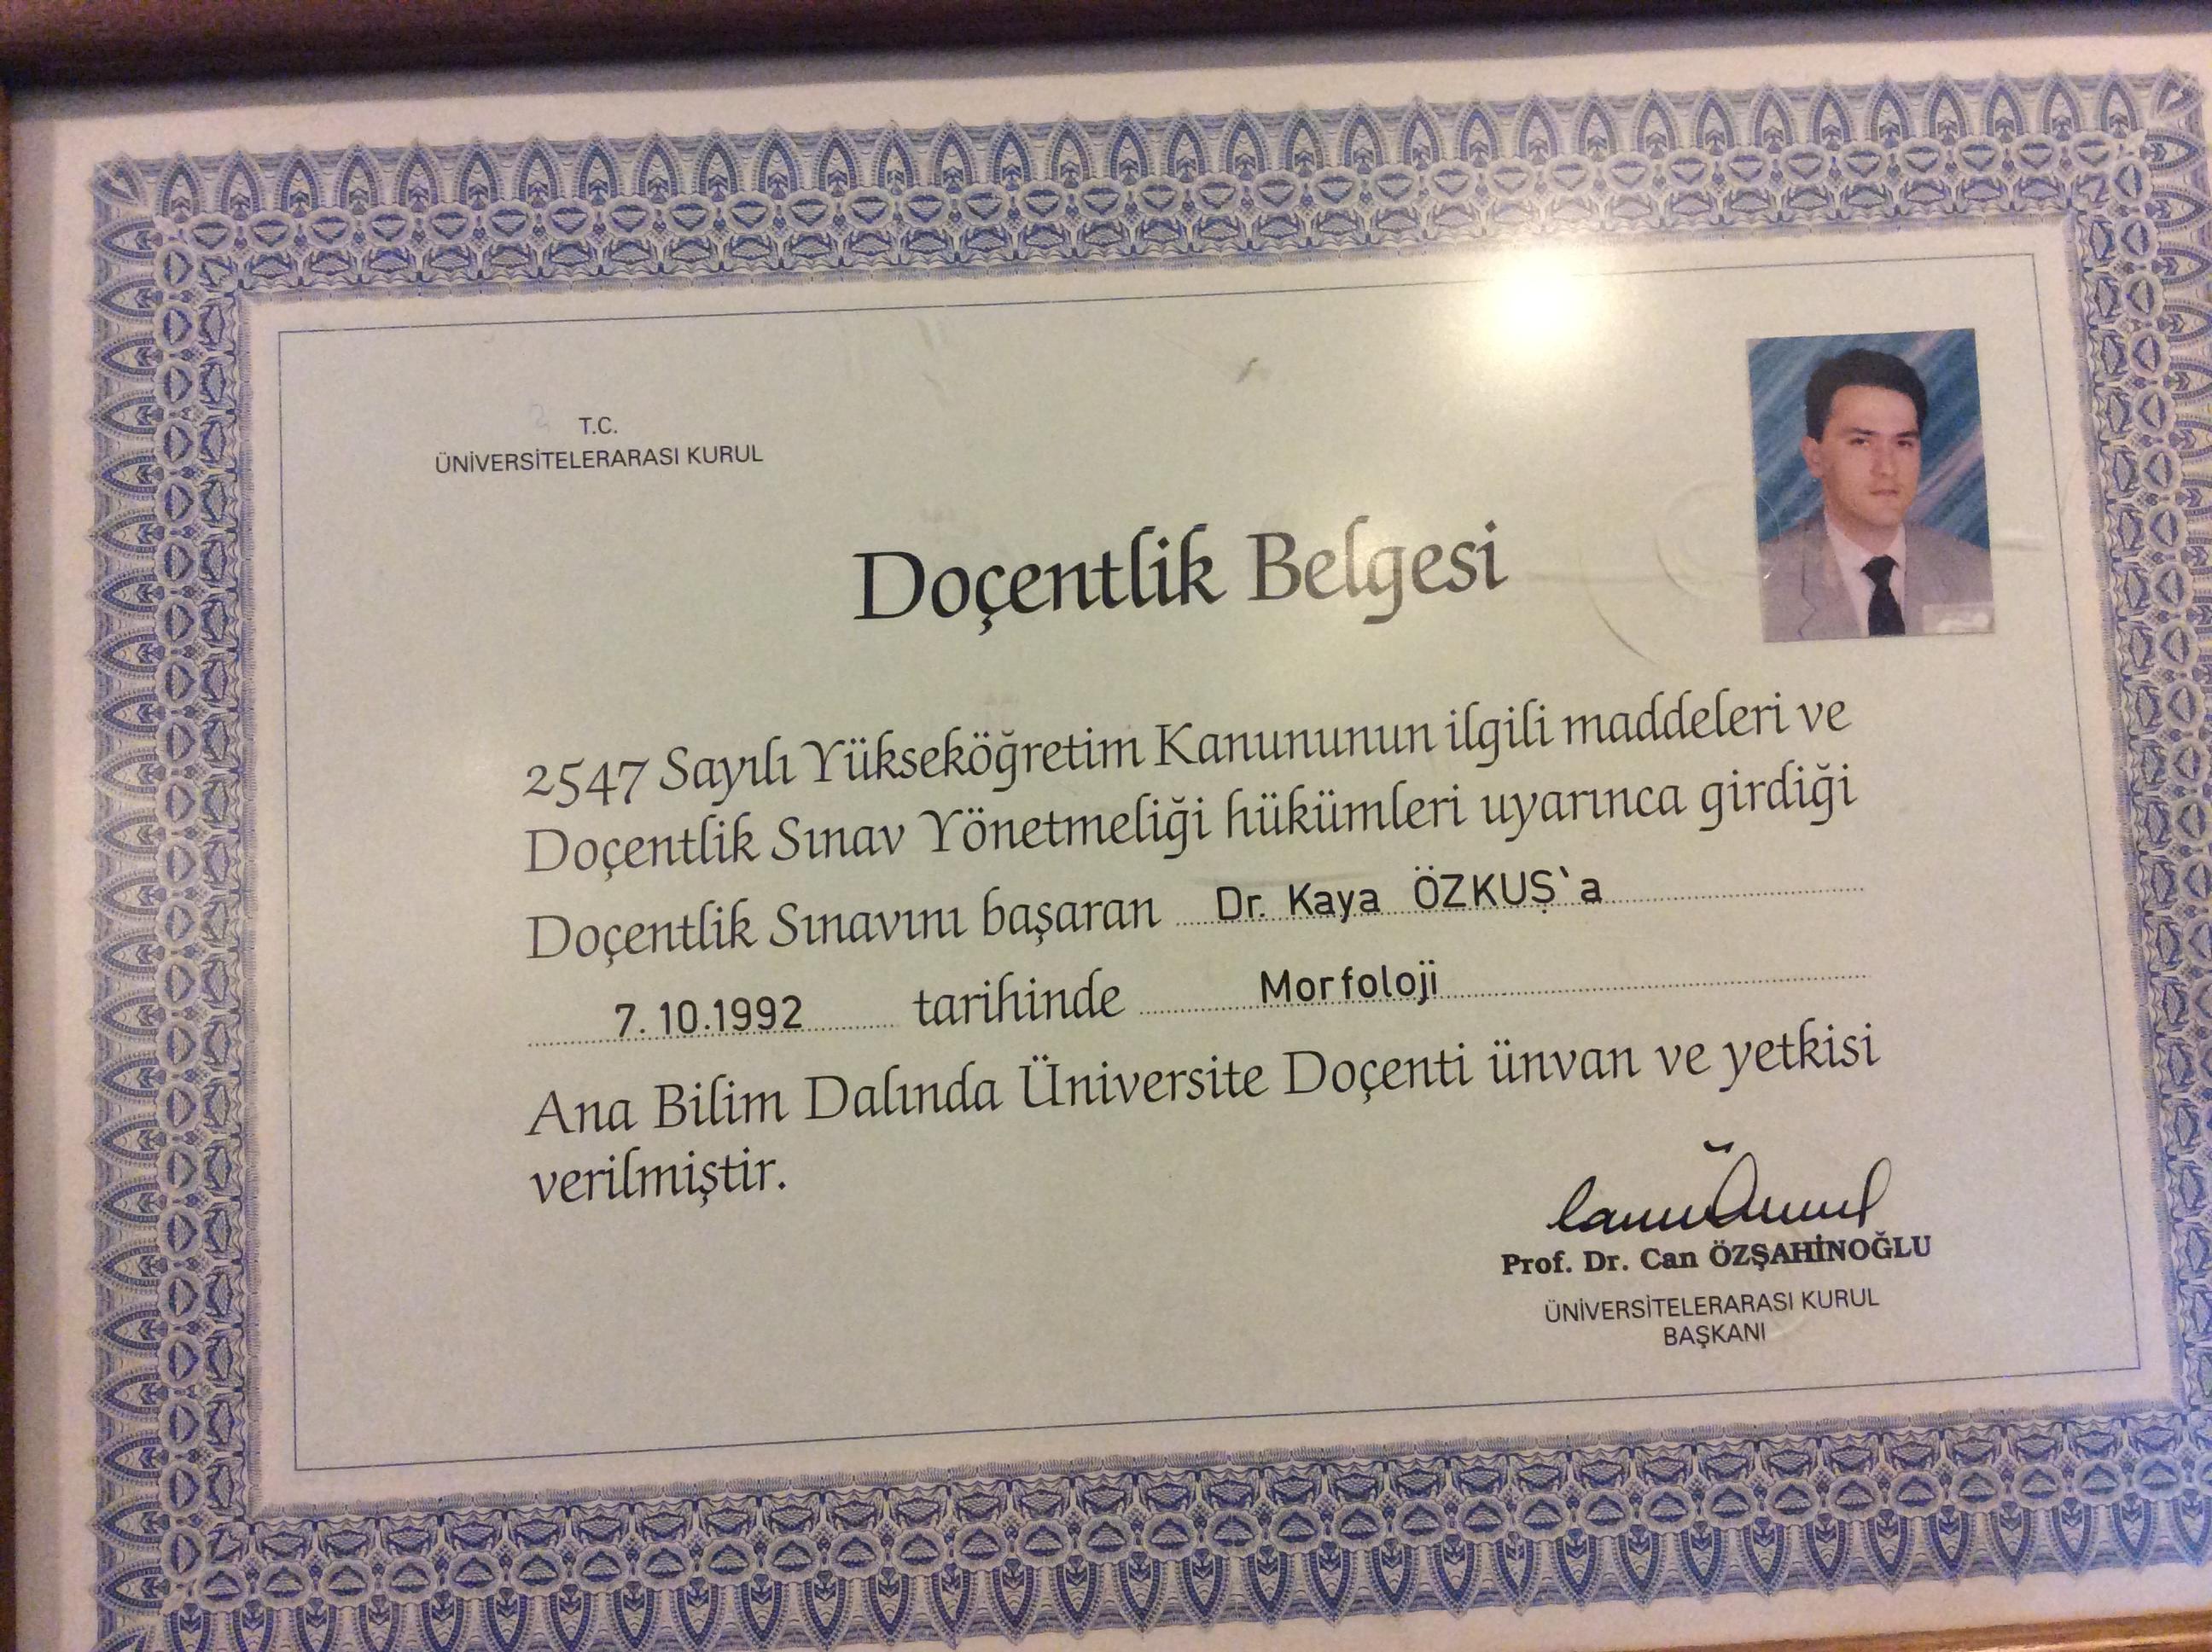 T.C.
ÜNİVERSİTELERARASI KURUL
Doçentlik Belgesi
2547 Sayılı Yükseköğretim Kanununun ilgili maddeleri ve
Doçentlik Sınav Yönetmeliği hükümleri uyarınca girdiği
Doçentlik Sınavını başaran Dr. Kaya ÖZKUŞ'a
7.10.1992 tarihinde Morfoloji
Ana Bilim Dalında Üniversite Doçenti ünvan ve yetkisi
verilmiştir.
Prof. Dr. Can ÖZŞAHİNOĞLU
ÜNİVERSİTELERARASI KURUL
BAŞKANI